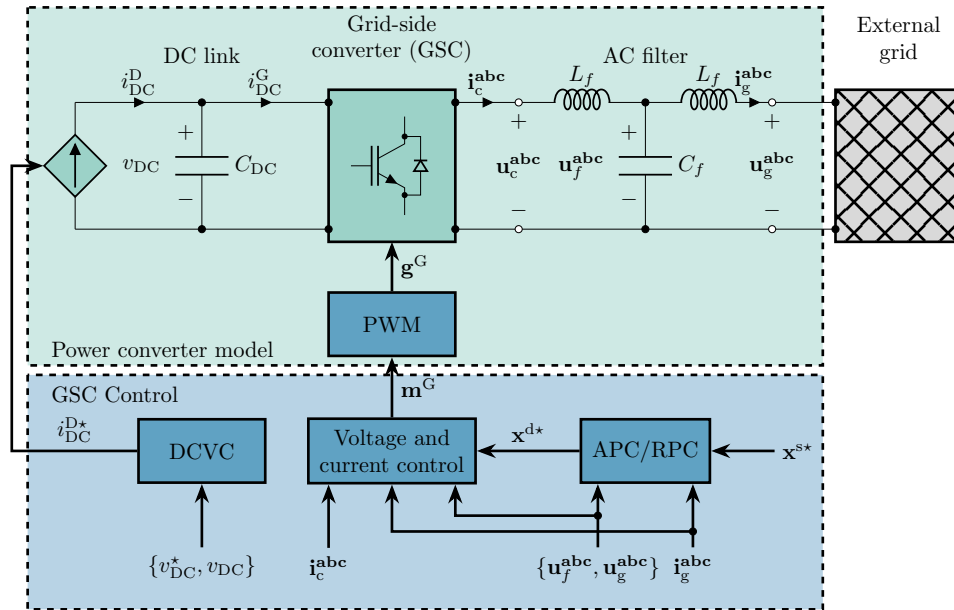 Grid-side
converter (GSC)
External
grid
DC link
AC filter
i_DC^D
i_DC^G
i_c^abc
L_f
L_f
i_g^abc
+
+
+
+
v_DC
C_DC
u_c^abc
u_f^abc
C_f
u_g^abc
−
−
−
−
g^G
PWM
Power converter model
GSC Control
m^G
i_DC^D⋆
DCVC
Voltage and
current control
x^d⋆
APC/RPC
x^s⋆
{v_DC^⋆, v_DC}
i_c^abc
{u_f^abc, u_g^abc}
i_g^abc